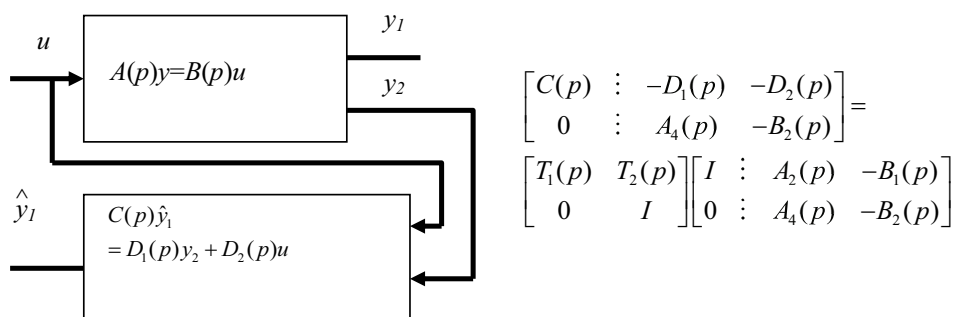 u
y₁
A(p)y=B(p)u
y₂
ŷ₁
C(p)ŷ₁
= D₁(p)y₂ + D₂(p)u
[C(p) ⋮ −D₁(p) −D₂(p)
0 ⋮ A₄(p) −B₂(p)] =
[T₁(p) T₂(p)
0 I] [I ⋮ A₂(p) −B₁(p)
0 ⋮ A₄(p) −B₂(p)]